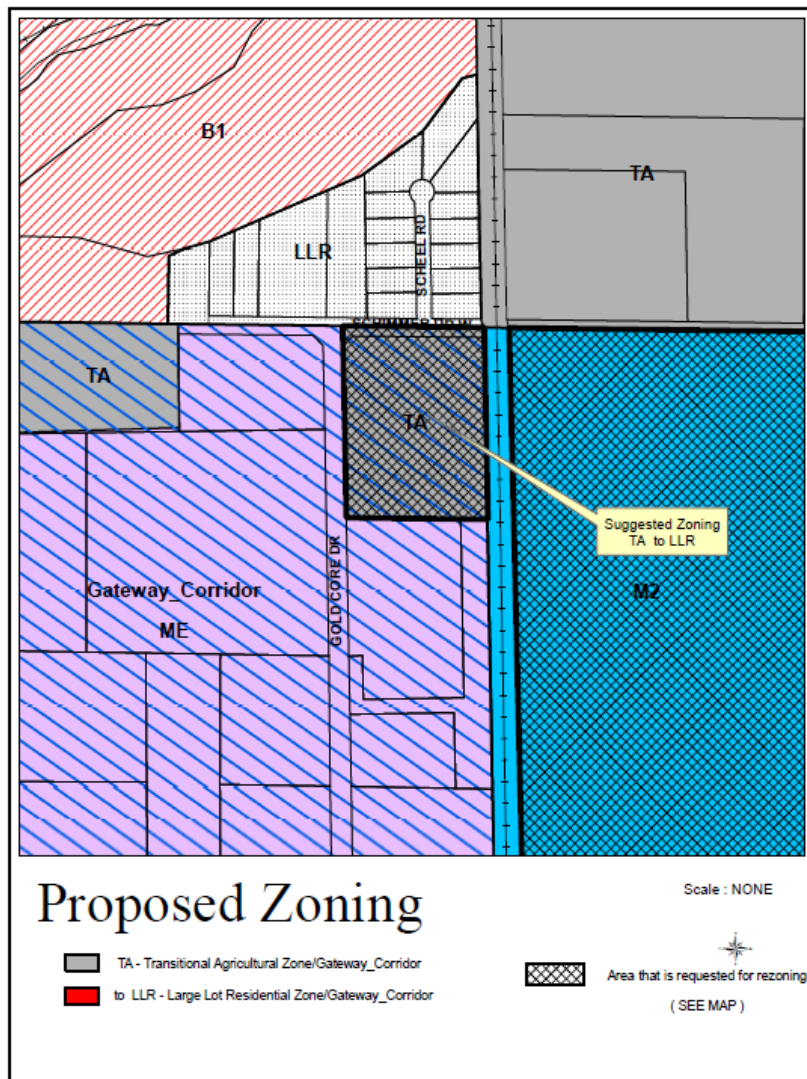 B1
TA
LLR
SCHEEL RD
SCHIMMER DR W
TA
TA
Suggested Zoning
TA to LLR
GOLD CORE DR
Gateway_Corridor
ME
M2
Proposed Zoning
Scale : NONE
TA - Transitional Agricultural Zone/Gateway_Corridor
to LLR - Large Lot Residential Zone/Gateway_Corridor
Area that is requested for rezoning
( SEE MAP )